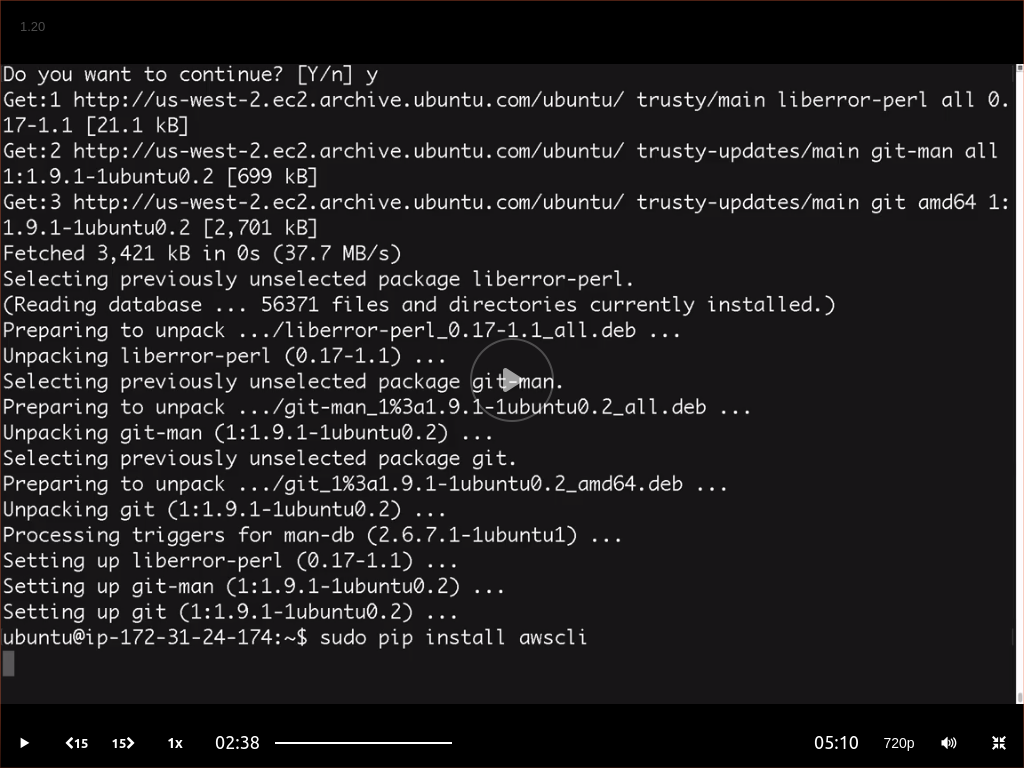 1.20
Do you want to continue? [Y/n] y
Get:1 http://us-west-2.ec2.archive.ubuntu.com/ubuntu/ trusty/main liberror-perl all 0.
17-1.1 [21.1 kB]
Get:2 http://us-west-2.ec2.archive.ubuntu.com/ubuntu/ trusty-updates/main git-man all
1:1.9.1-1ubuntu0.2 [699 kB]
Get:3 http://us-west-2.ec2.archive.ubuntu.com/ubuntu/ trusty-updates/main git amd64 1:
1.9.1-1ubuntu0.2 [2,701 kB]
Fetched 3,421 kB in 0s (37.7 MB/s)
Selecting previously unselected package liberror-perl.
(Reading database ... 56371 files and directories currently installed.)
Preparing to unpack .../liberror-perl_0.17-1.1_all.deb ...
Unpacking liberror-perl (0.17-1.1) ...
Selecting previously unselected package git-man.
Preparing to unpack .../git-man_1%3a1.9.1-1ubuntu0.2_all.deb ...
Unpacking git-man (1:1.9.1-1ubuntu0.2) ...
Selecting previously unselected package git.
Preparing to unpack .../git_1%3a1.9.1-1ubuntu0.2_amd64.deb ...
Unpacking git (1:1.9.1-1ubuntu0.2) ...
Processing triggers for man-db (2.6.7.1-1ubuntu1) ...
Setting up liberror-perl (0.17-1.1) ...
Setting up git-man (1:1.9.1-1ubuntu0.2) ...
Setting up git (1:1.9.1-1ubuntu0.2) ...
ubuntu@ip-172-31-24-174:~$ sudo pip install awscli
15 15 1x 02:38 05:10 720p